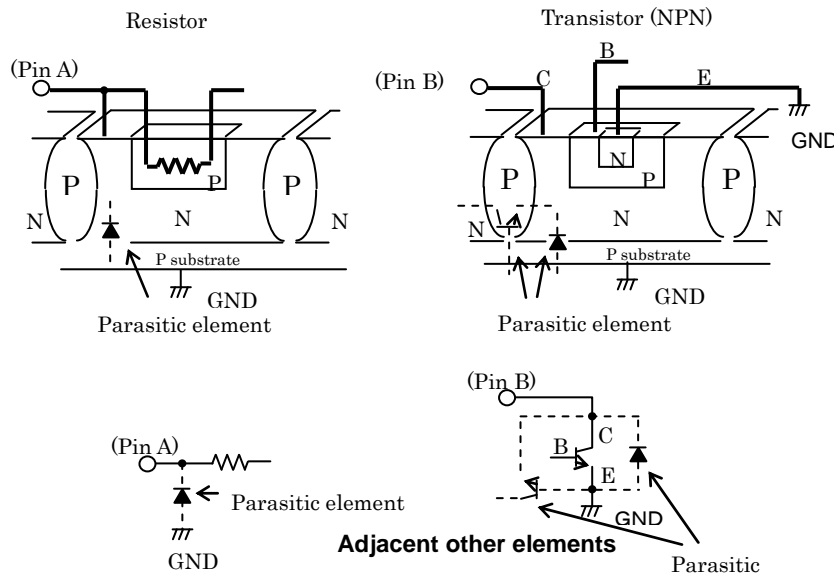 Resistor
Transistor (NPN)
B
(Pin A)
(Pin B)
C
E
GND
N
P
P
P
P
P
P
N
N
N
N
N
N
P substrate
P substrate
GND
GND
Parasitic element
Parasitic element
(Pin B)
(Pin A)
C
B
E
Parasitic element
GND
GND
Adjacent other elements
Parasitic